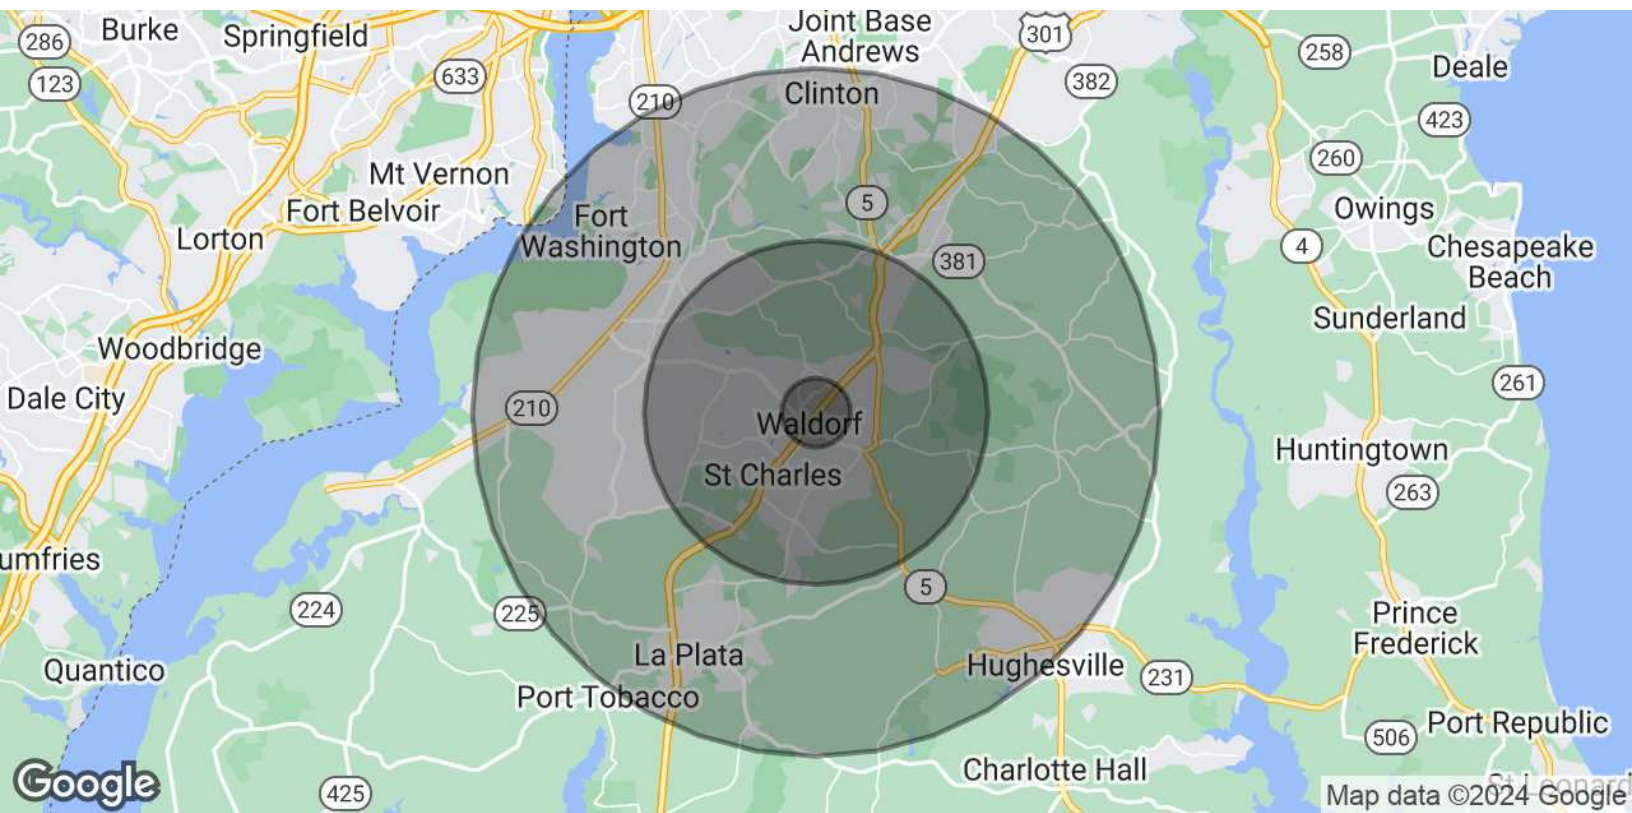 Burke
Springfield
Joint Base
Andrews
301
258
Deale
286
123
633
210
Clinton
382
423
260
Mt Vernon
Fort Belvoir
Lorton
Fort
Washington
5
381
Owings
4
Chesapeake
Beach
Sunderland
Woodbridge
Dale City
210
261
Waldorf
St Charles
Huntingtown
263
umfries
5
224
225
Prince
Frederick
La Plata
Hughesville
231
Quantico
Port Tobacco
Port Republic
506
Charlotte Hall
Google
425
St Leonard
Map data ©2024 Google